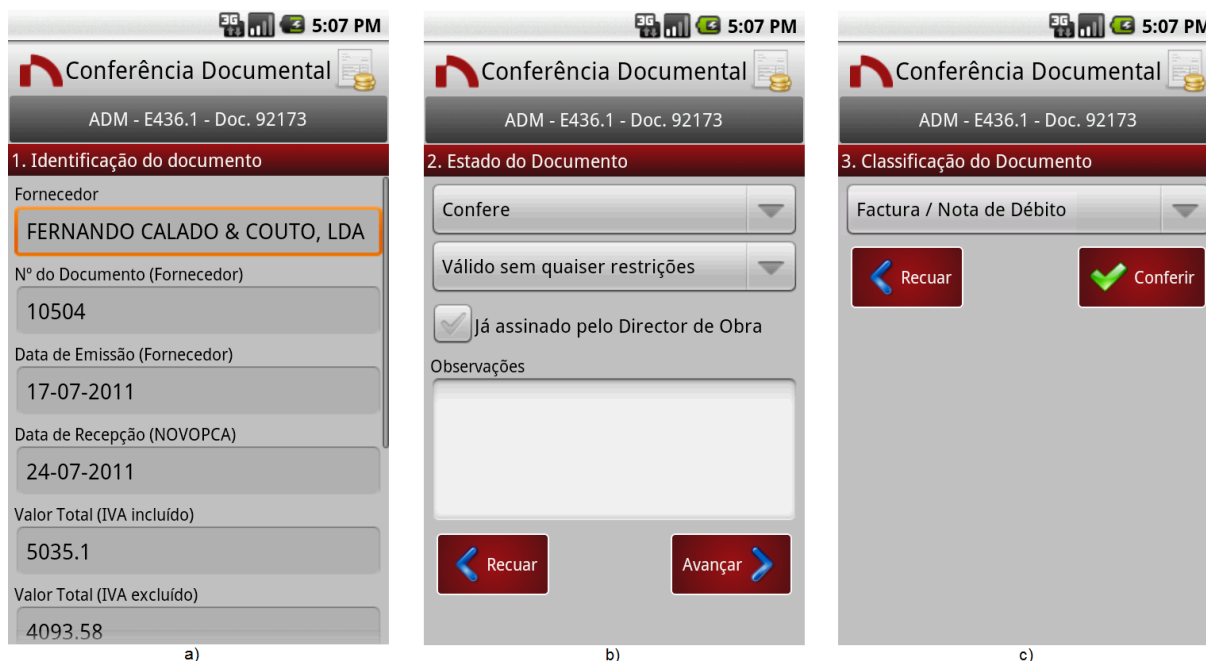 5:07 PM
Conferência Documental
ADM - E436.1 - Doc. 92173
1. Identificação do documento
Fornecedor
FERNANDO CALADO & COUTO, LDA
Nº do Documento (Fornecedor)
10504
Data de Emissão (Fornecedor)
17-07-2011
Data de Recepção (NOVOPCA)
24-07-2011
Valor Total (IVA incluído)
5035.1
Valor Total (IVA excluído)
4093.58
a)
3G 5:07 PM
Conferência Documental
ADM - E436.1 - Doc. 92173
2. Estado do Documento
Confere
Válido sem quaiser restrições
Já assinado pelo Director de Obra
Observações
Recuar
Avançar
b)
3G 5:07 PM
Conferência Documental
ADM - E436.1 - Doc. 92173
3. Classificação do Documento
Factura / Nota de Débito
Recuar
Conferir
c)